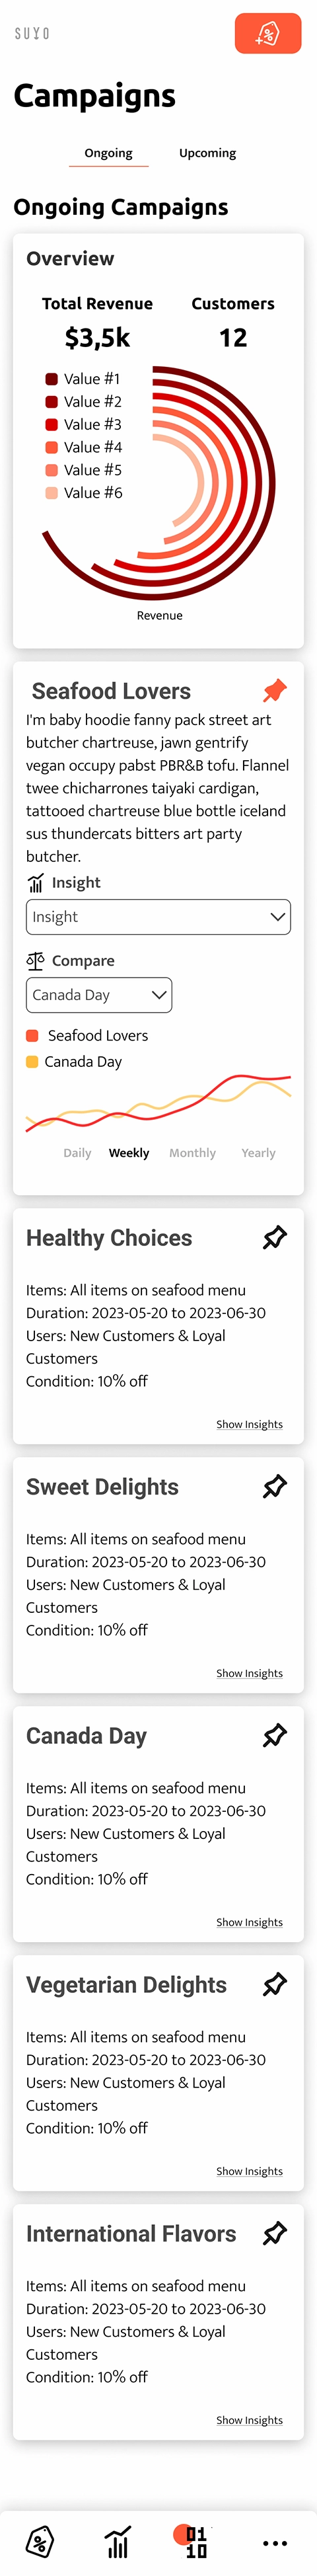 SUYO
Campaigns
Ongoing
Upcoming
Ongoing Campaigns
Overview
Total Revenue
Customers
$3,5k
12
Value #1
Value #2
Value #3
Value #4
Value #5
Value #6
Revenue
Seafood Lovers
I'm baby hoodie fanny pack street art
butcher chartreuse, jawn gentrify
vegan occupy pabst PBR&B tofu. Flannel
twee chicharrones taiyaki cardigan,
tattooed chartreuse blue bottle iceland
sus thundercats bitters art party
butcher.
Insight
Insight
Compare
Canada Day
Seafood Lovers
Canada Day
Daily Weekly Monthly Yearly
Healthy Choices
Items: All items on seafood menu
Duration: 2023-05-20 to 2023-06-30
Users: New Customers & Loyal
Customers
Condition: 10% off
Show Insights
Sweet Delights
Items: All items on seafood menu
Duration: 2023-05-20 to 2023-06-30
Users: New Customers & Loyal
Customers
Condition: 10% off
Show Insights
Canada Day
Items: All items on seafood menu
Duration: 2023-05-20 to 2023-06-30
Users: New Customers & Loyal
Customers
Condition: 10% off
Show Insights
Vegetarian Delights
Items: All items on seafood menu
Duration: 2023-05-20 to 2023-06-30
Users: New Customers & Loyal
Customers
Condition: 10% off
Show Insights
International Flavors
Items: All items on seafood menu
Duration: 2023-05-20 to 2023-06-30
Users: New Customers & Loyal
Customers
Condition: 10% off
Show Insights
01
10